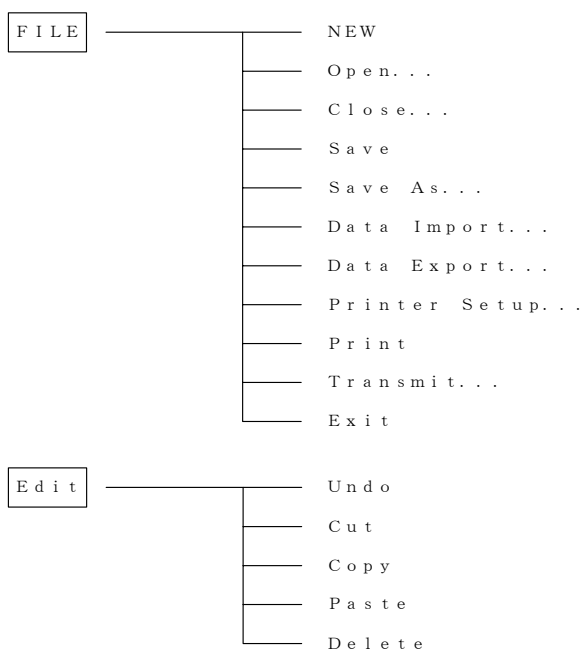 FILE NEW
Open...
Close...
Save
Save As...
Data Import...
Data Export...
Printer Setup...
Print
Transmit...
Exit
Edit Undo
Cut
Copy
Paste
Delete